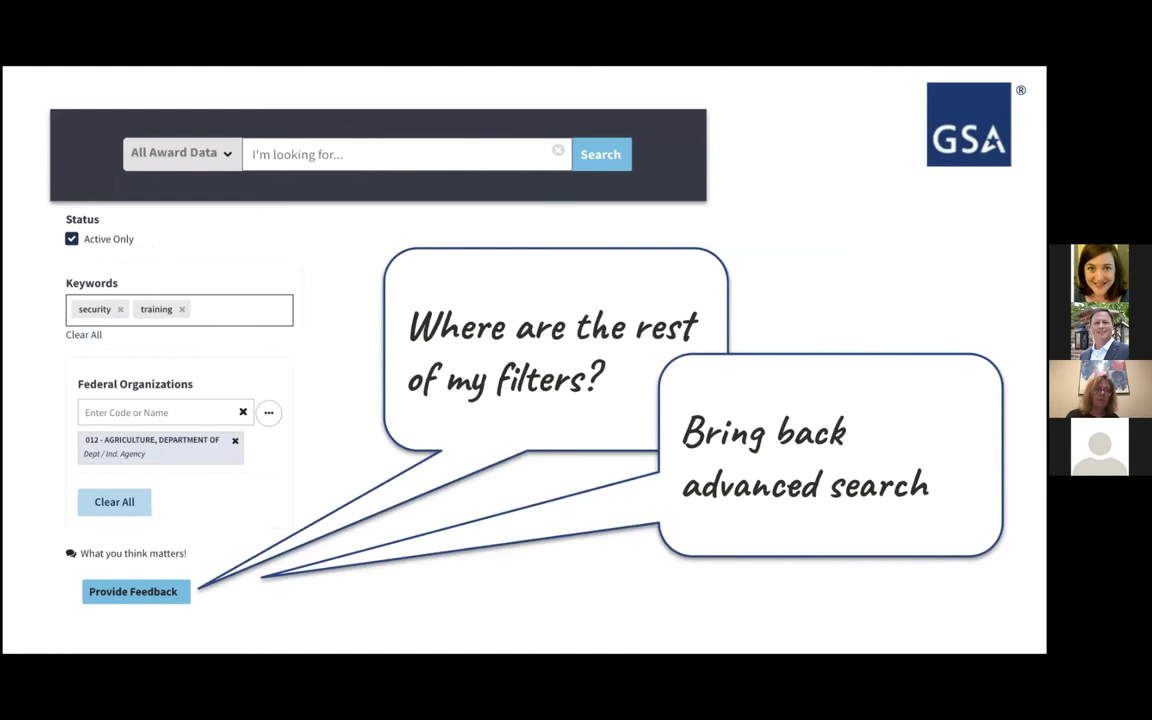 GSA
®
All Award Data
I'm looking for...
Search
Status
Active Only
Keywords
security
training
Clear All
Federal Organizations
Enter Code or Name
012 - AGRICULTURE, DEPARTMENT OF
Dept / Ind. Agency
Clear All
What you think matters!
Provide Feedback
Where are the rest
of my filters?
Bring back
advanced search